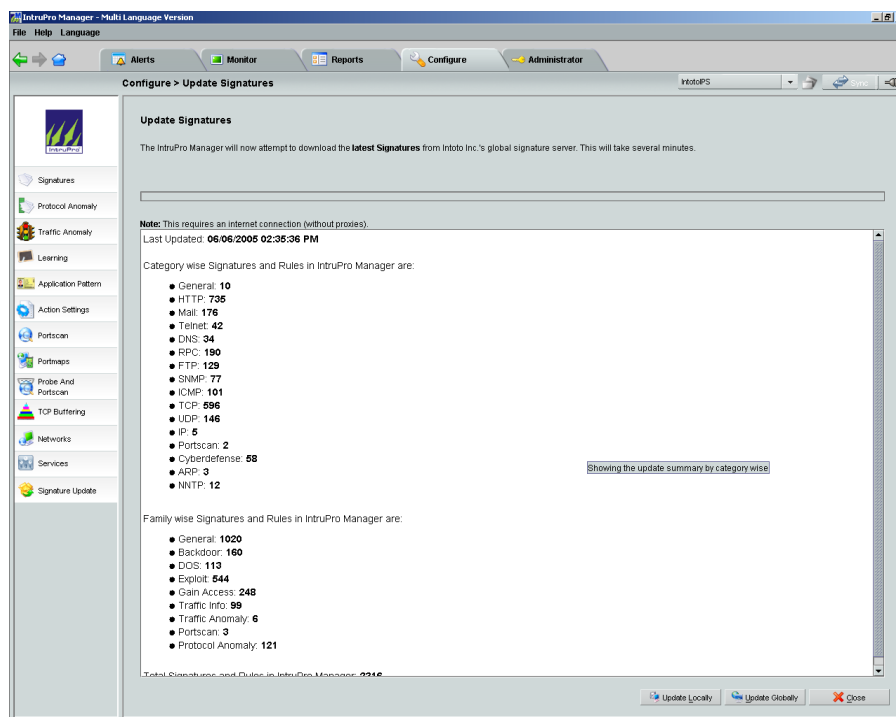 IntruPro Manager - Multi Language Version
File Help Language
Alerts Monitor Reports Configure Administrator
Configure > Update Signatures
IntotoIPS
Sync
IntruPro
Signatures
Protocol Anomaly
Traffic Anomaly
Learning
Application Pattern
Action Settings
Portscan
Portmaps
Probe And
Portscan
TCP Buffering
Networks
Services
Signature Update
Update Signatures
The IntruPro Manager will now attempt to download the latest Signatures from Intoto Inc.'s global signature server. This will take several minutes.
Note: This requires an internet connection (without proxies).
Last Updated: 06/06/2005 02:35:36 PM
Category wise Signatures and Rules in IntruPro Manager are:
General: 10
HTTP: 735
Mail: 176
Telnet: 42
DNS: 34
RPC: 190
FTP: 129
SNMP: 77
ICMP: 101
TCP: 596
UDP: 146
IP: 5
Portscan: 2
Cyberdefense: 58
ARP: 3
NNTP: 12
Showing the update summary by category wise
Family wise Signatures and Rules in IntruPro Manager are:
General: 1020
Backdoor: 160
DOS: 113
Exploit: 544
Gain Access: 248
Traffic Info: 99
Traffic Anomaly: 6
Portscan: 3
Protocol Anomaly: 121
Total Signatures and Rules in IntruPro Manager: 2316
Update Locally Update Globally Close